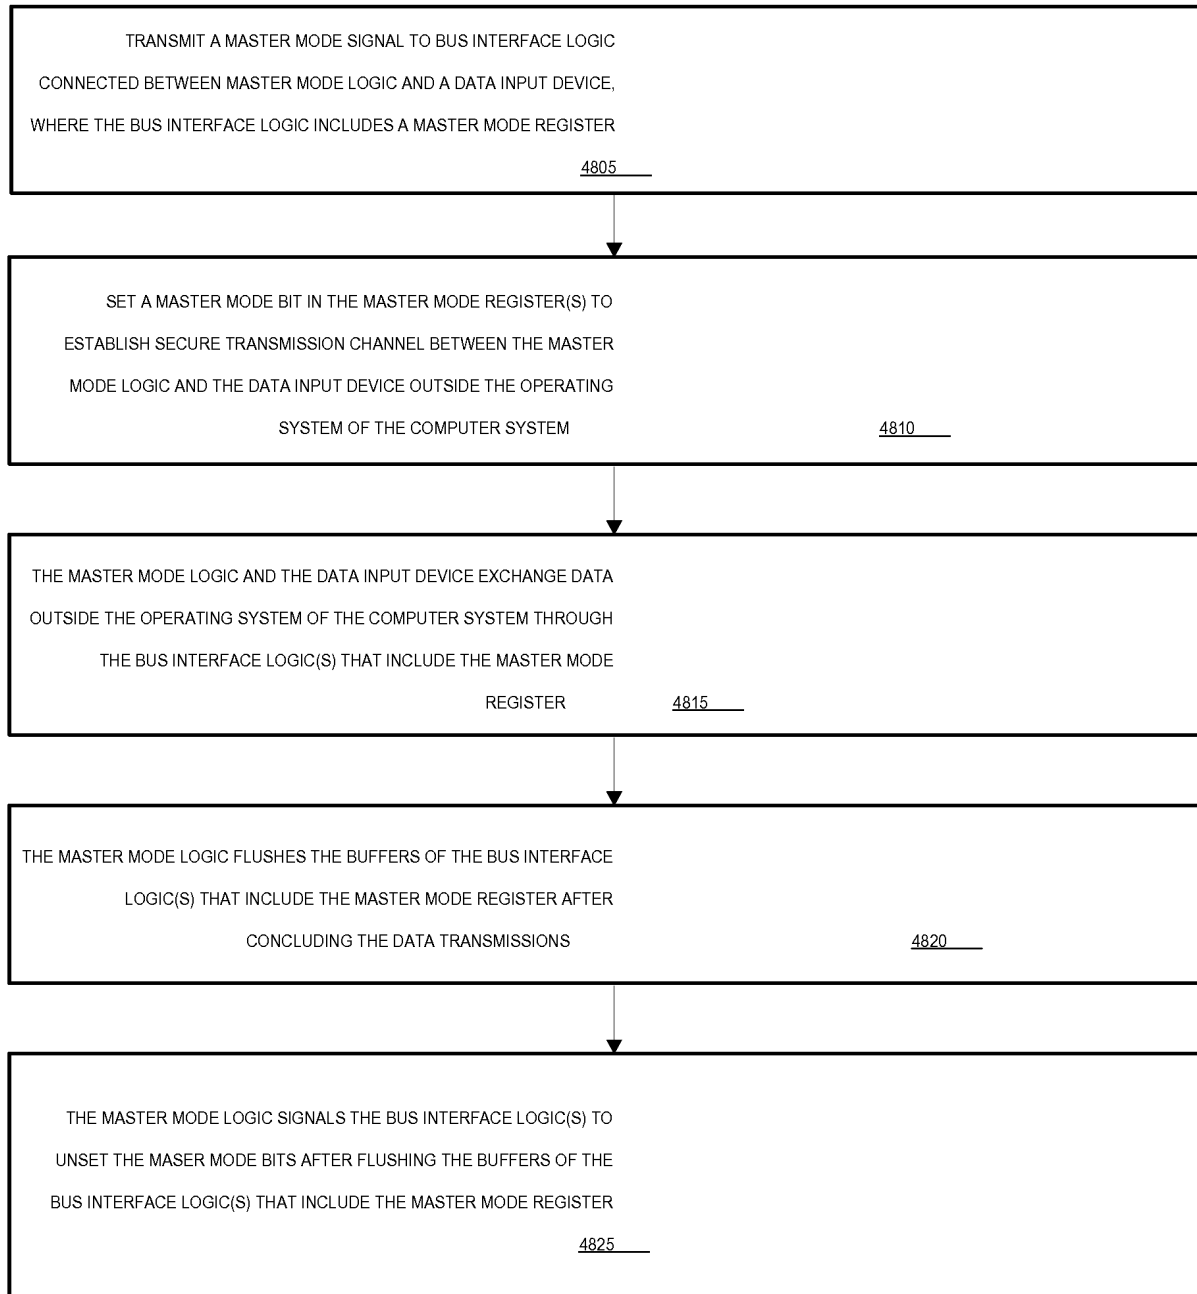 TRANSMIT A MASTER MODE SIGNAL TO BUS INTERFACE LOGIC
CONNECTED BETWEEN MASTER MODE LOGIC AND A DATA INPUT DEVICE,
WHERE THE BUS INTERFACE LOGIC INCLUDES A MASTER MODE REGISTER
4805
SET A MASTER MODE BIT IN THE MASTER MODE REGISTER(S) TO
ESTABLISH SECURE TRANSMISSION CHANNEL BETWEEN THE MASTER
MODE LOGIC AND THE DATA INPUT DEVICE OUTSIDE THE OPERATING
SYSTEM OF THE COMPUTER SYSTEM 4810
THE MASTER MODE LOGIC AND THE DATA INPUT DEVICE EXCHANGE DATA
OUTSIDE THE OPERATING SYSTEM OF THE COMPUTER SYSTEM THROUGH
THE BUS INTERFACE LOGIC(S) THAT INCLUDE THE MASTER MODE
REGISTER 4815
THE MASTER MODE LOGIC FLUSHES THE BUFFERS OF THE BUS INTERFACE
LOGIC(S) THAT INCLUDE THE MASTER MODE REGISTER AFTER
CONCLUDING THE DATA TRANSMISSIONS 4820
THE MASTER MODE LOGIC SIGNALS THE BUS INTERFACE LOGIC(S) TO
UNSET THE MASER MODE BITS AFTER FLUSHING THE BUFFERS OF THE
BUS INTERFACE LOGIC(S) THAT INCLUDE THE MASTER MODE REGISTER
4825